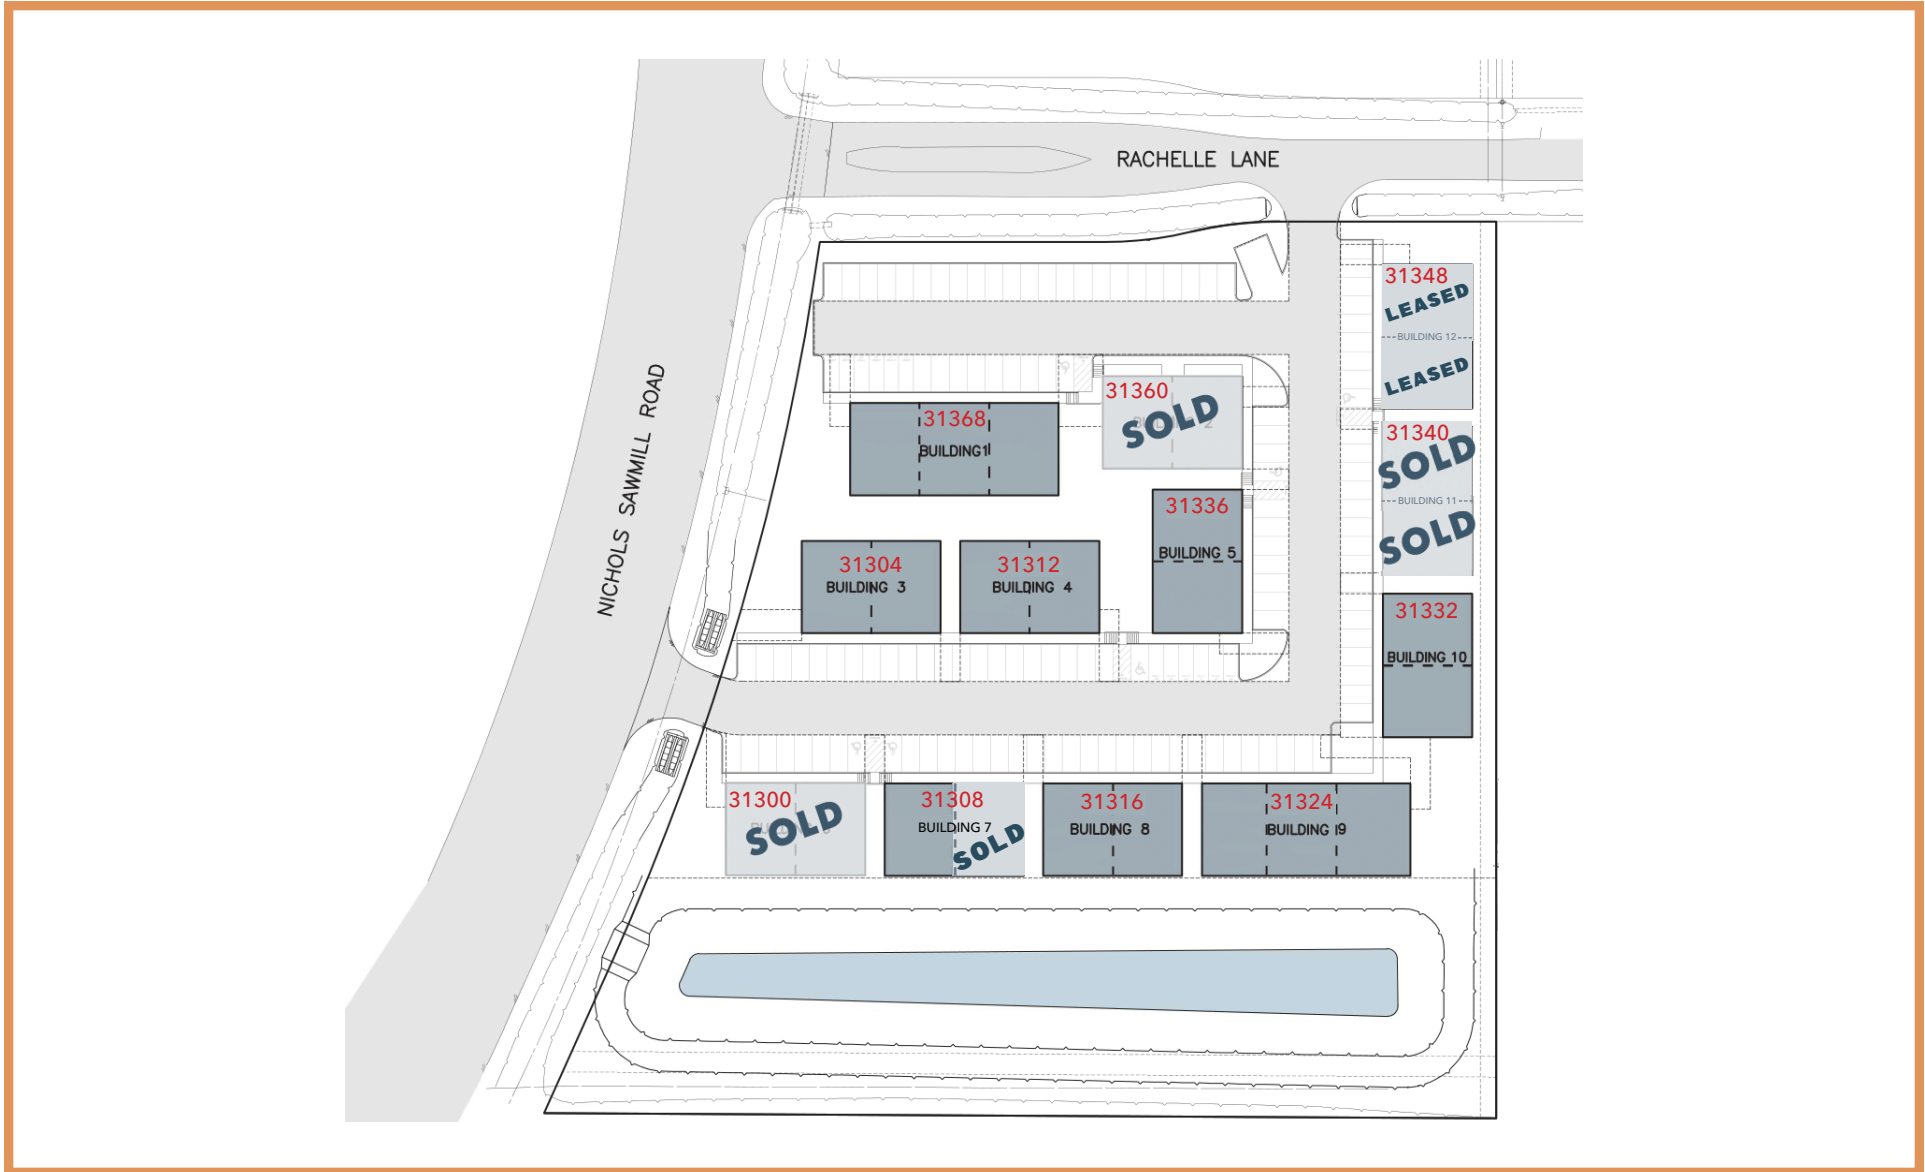 RACHELLE LANE
NICHOLS SAWMILL ROAD
31348
LEASED
BUILDING 12
LEASED
31360
SOLD
31368
BUILDING 1
31340
SOLD
BUILDING 11
SOLD
31336
BUILDING 5
31304
BUILDING 3
31312
BUILDING 4
31332
BUILDING 10
31300
SOLD
31308
BUILDING 7
SOLD
31316
BUILDING 8
31324
BUILDING 9